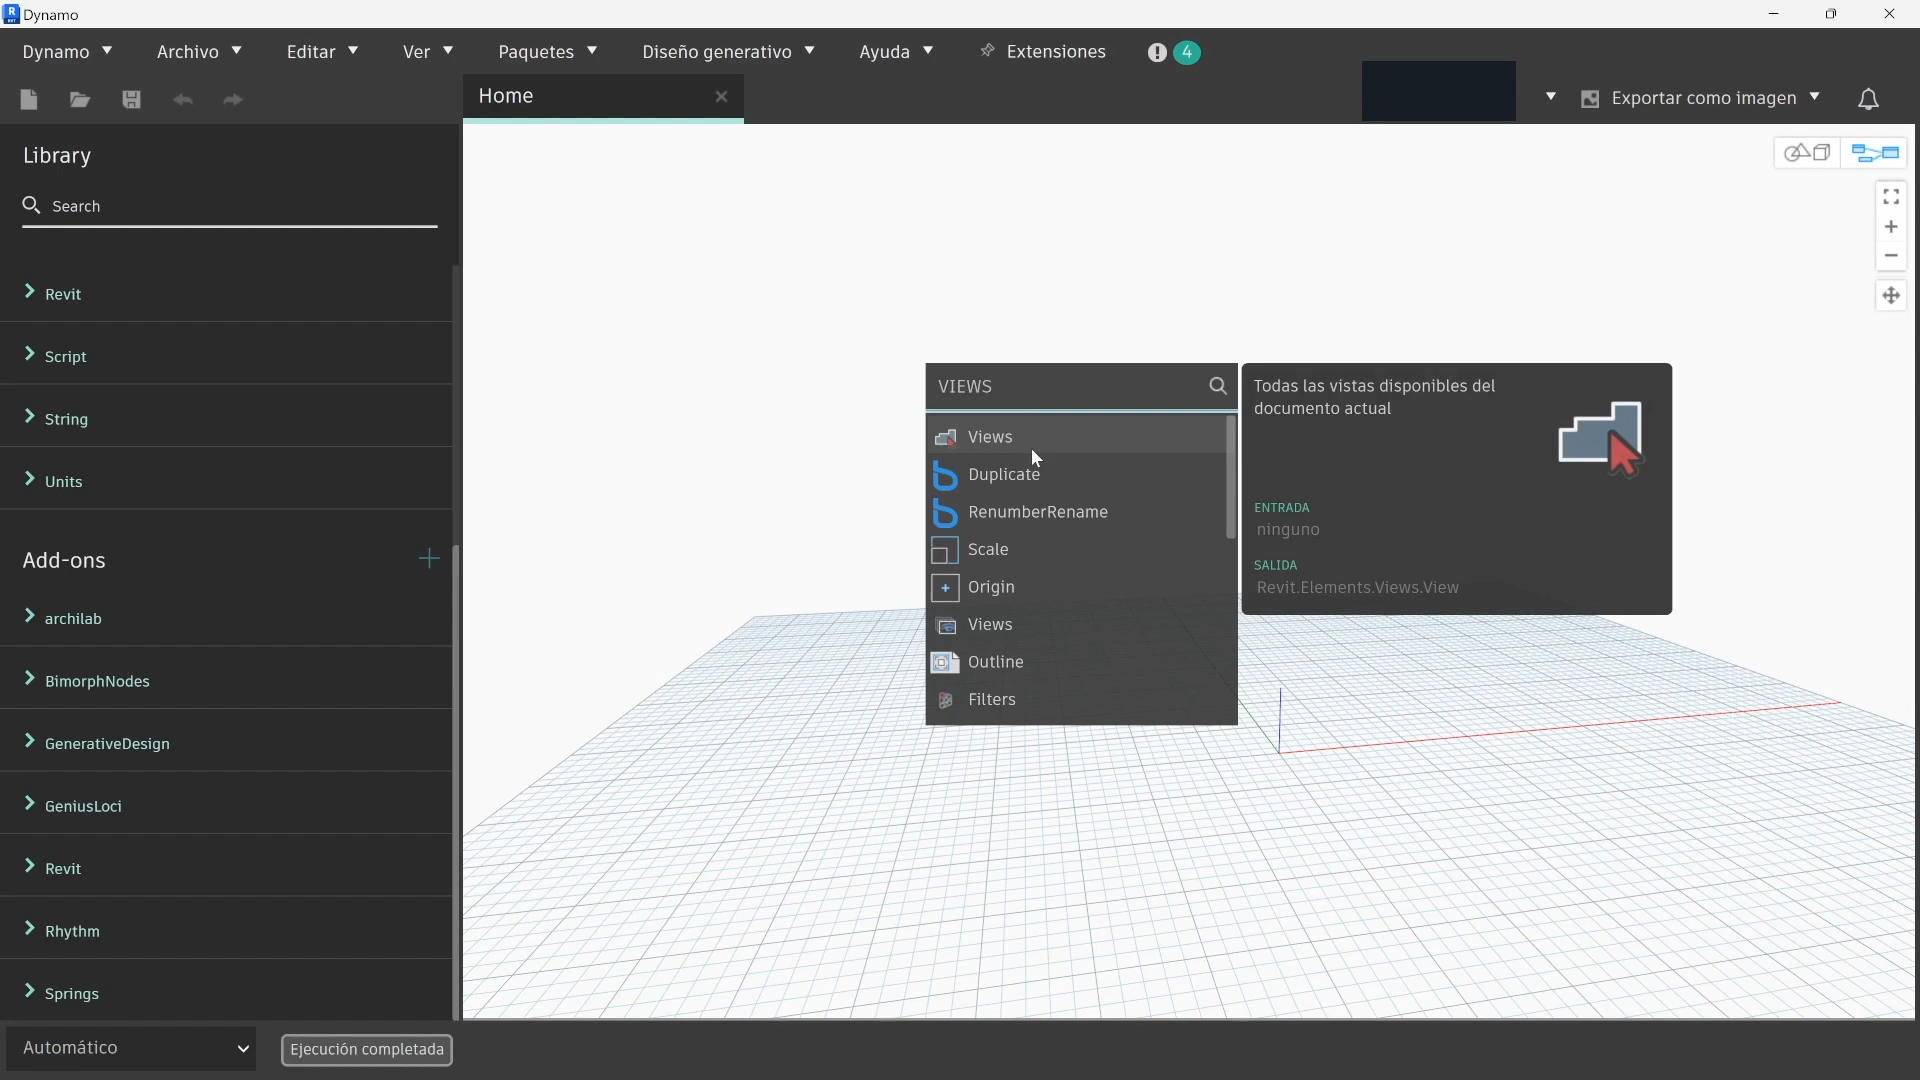 Dynamo
Dynamo Archivo Editar Ver Paquetes Diseño generativo Ayuda Extensiones 4
Home Exportar como imagen
Library
Search
Revit
Script
String
Units
Add-ons
archilab
BimorphNodes
GenerativeDesign
GeniusLoci
Revit
Rhythm
Springs
VIEWS
Views
Duplicate
RenumberRename
Scale
Origin
Views
Outline
Filters
Todas las vistas disponibles del
documento actual
ENTRADA
ninguno
SALIDA
Revit.Elements.Views.View
Automático Ejecución completada